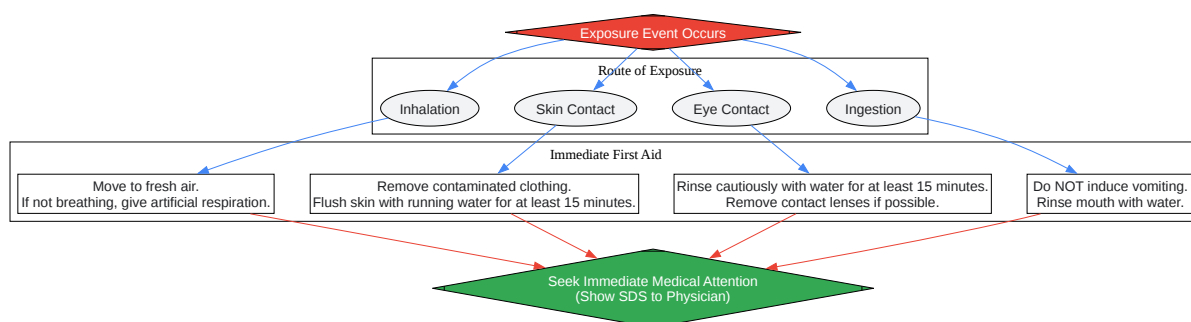 Exposure Event Occurs
Route of Exposure
Inhalation
Skin Contact
Eye Contact
Ingestion
Immediate First Aid
Move to fresh air.
If not breathing, give artificial respiration.
Remove contaminated clothing.
Flush skin with running water for at least 15 minutes.
Rinse cautiously with water for at least 15 minutes.
Remove contact lenses if possible.
Do NOT induce vomiting.
Rinse mouth with water.
Seek Immediate Medical Attention
(Show SDS to Physician)